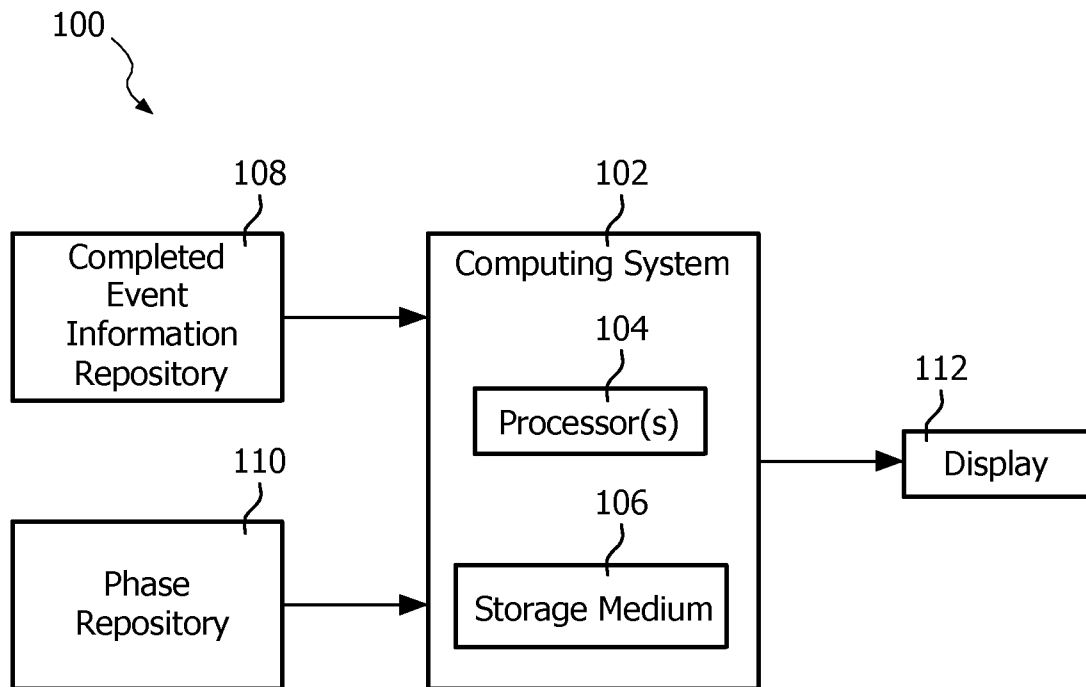 100
108
Completed
Event
Information
Repository
102
Computing System
104
Processor(s)
106
Storage Medium
110
Phase
Repository
112
Display